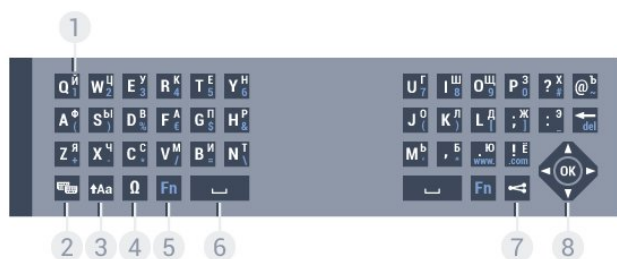 1
Q Й 1 W Ц 2 E У 3 R К 4 T Е 5 Y Н 6 U Г 7 I Ш 8 O Щ 9 P З 0 ? Х # @ Ъ ~
A Ф ( S Ы ) D В % F А € G П $ H Р & J О ( К Л ) L Д [ ; Ж ] : Э _ del
Z Я + X Ч - C С * V М / B И = N Т \ M Ь ' , Б * . Ю www. ! Ё .com
Aa Ω Fn Fn OK
2 3 4 5 6 7 8